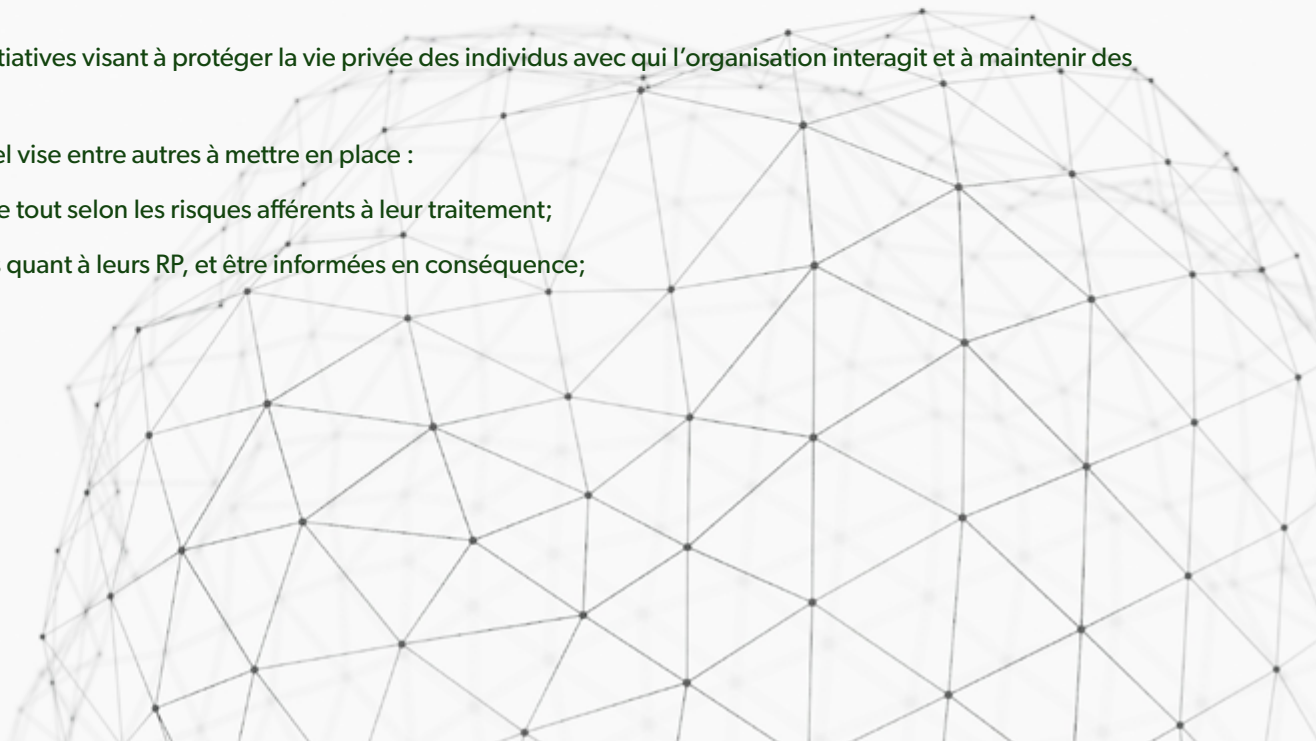 tiatives visant à protéger la vie privée des individus avec qui l’organisation interagit et à maintenir des
el vise entre autres à mettre en place :
e tout selon les risques afférents à leur traitement;
s quant à leurs RP, et être informées en conséquence;